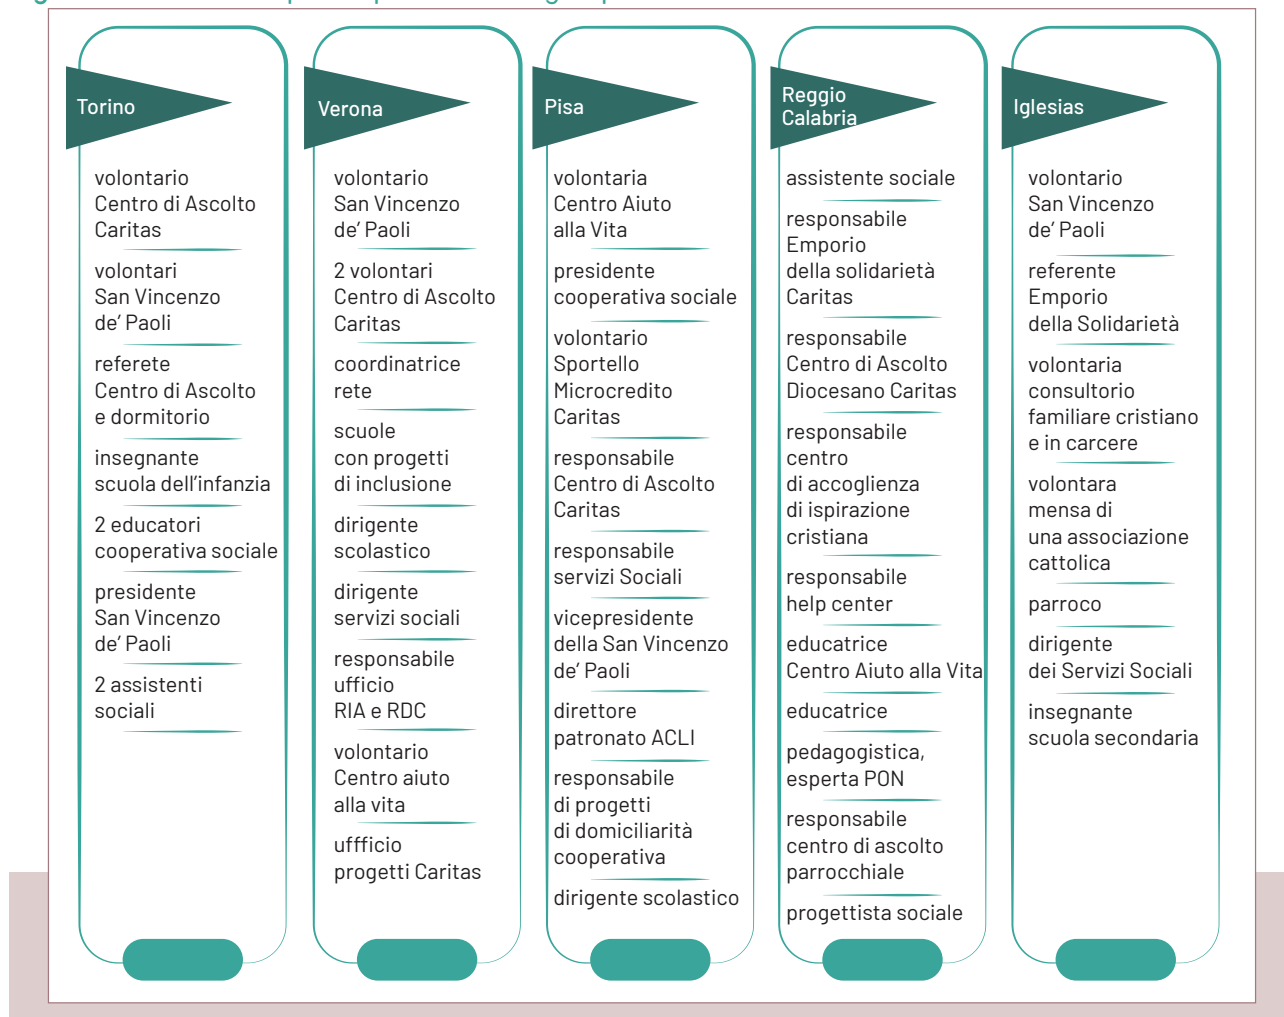 Torino
volontario
Centro di Ascolto
Caritas
volontari
San Vincenzo
de’ Paoli
referete
Centro di Ascolto
e dormitorio
insegnante
scuola dell’infanzia
2 educatori
cooperativa sociale
presidente
San Vincenzo
de’ Paoli
2 assistenti
sociali
Verona
volontario
San Vincenzo
de’ Paoli
2 volontari
Centro di Ascolto
Caritas
coordinatrice
rete
scuole
con progetti
di inclusione
dirigente
scolastico
dirigente
servizi sociali
responsabile
ufficio
RIA e RDC
volontario
Centro aiuto
alla vita
uffficio
progetti Caritas
Pisa
volontaria
Centro Aiuto
alla Vita
presidente
cooperativa sociale
volontario
Sportello
Microcredito
Caritas
responsabile
Centro di Ascolto
Caritas
responsabile
servizi Sociali
vicepresidente
della San Vincenzo
de’ Paoli
direttore
patronato ACLI
responsabile
di progetti
di domiciliarità
cooperativa
dirigente scolastico
Reggio
Calabria
assistente sociale
responsabile
Emporio
della solidarietà
Caritas
responsabile
Centro di Ascolto
Diocesano Caritas
responsabile
centro
di accoglienza
di ispirazione
cristiana
responsabile
help center
educatrice
Centro Aiuto alla Vita
educatrice
pedagogistica,
esperta PON
responsabile
centro di ascolto
parrocchiale
progettista sociale
Iglesias
volontario
San Vincenzo
de’ Paoli
referente
Emporio
della Solidarietà
volontaria
consultorio
familiare cristiano
e in carcere
volontara
mensa di
una associazione
cattolica
parroco
dirigente
dei Servizi Sociali
insegnante
scuola secondaria